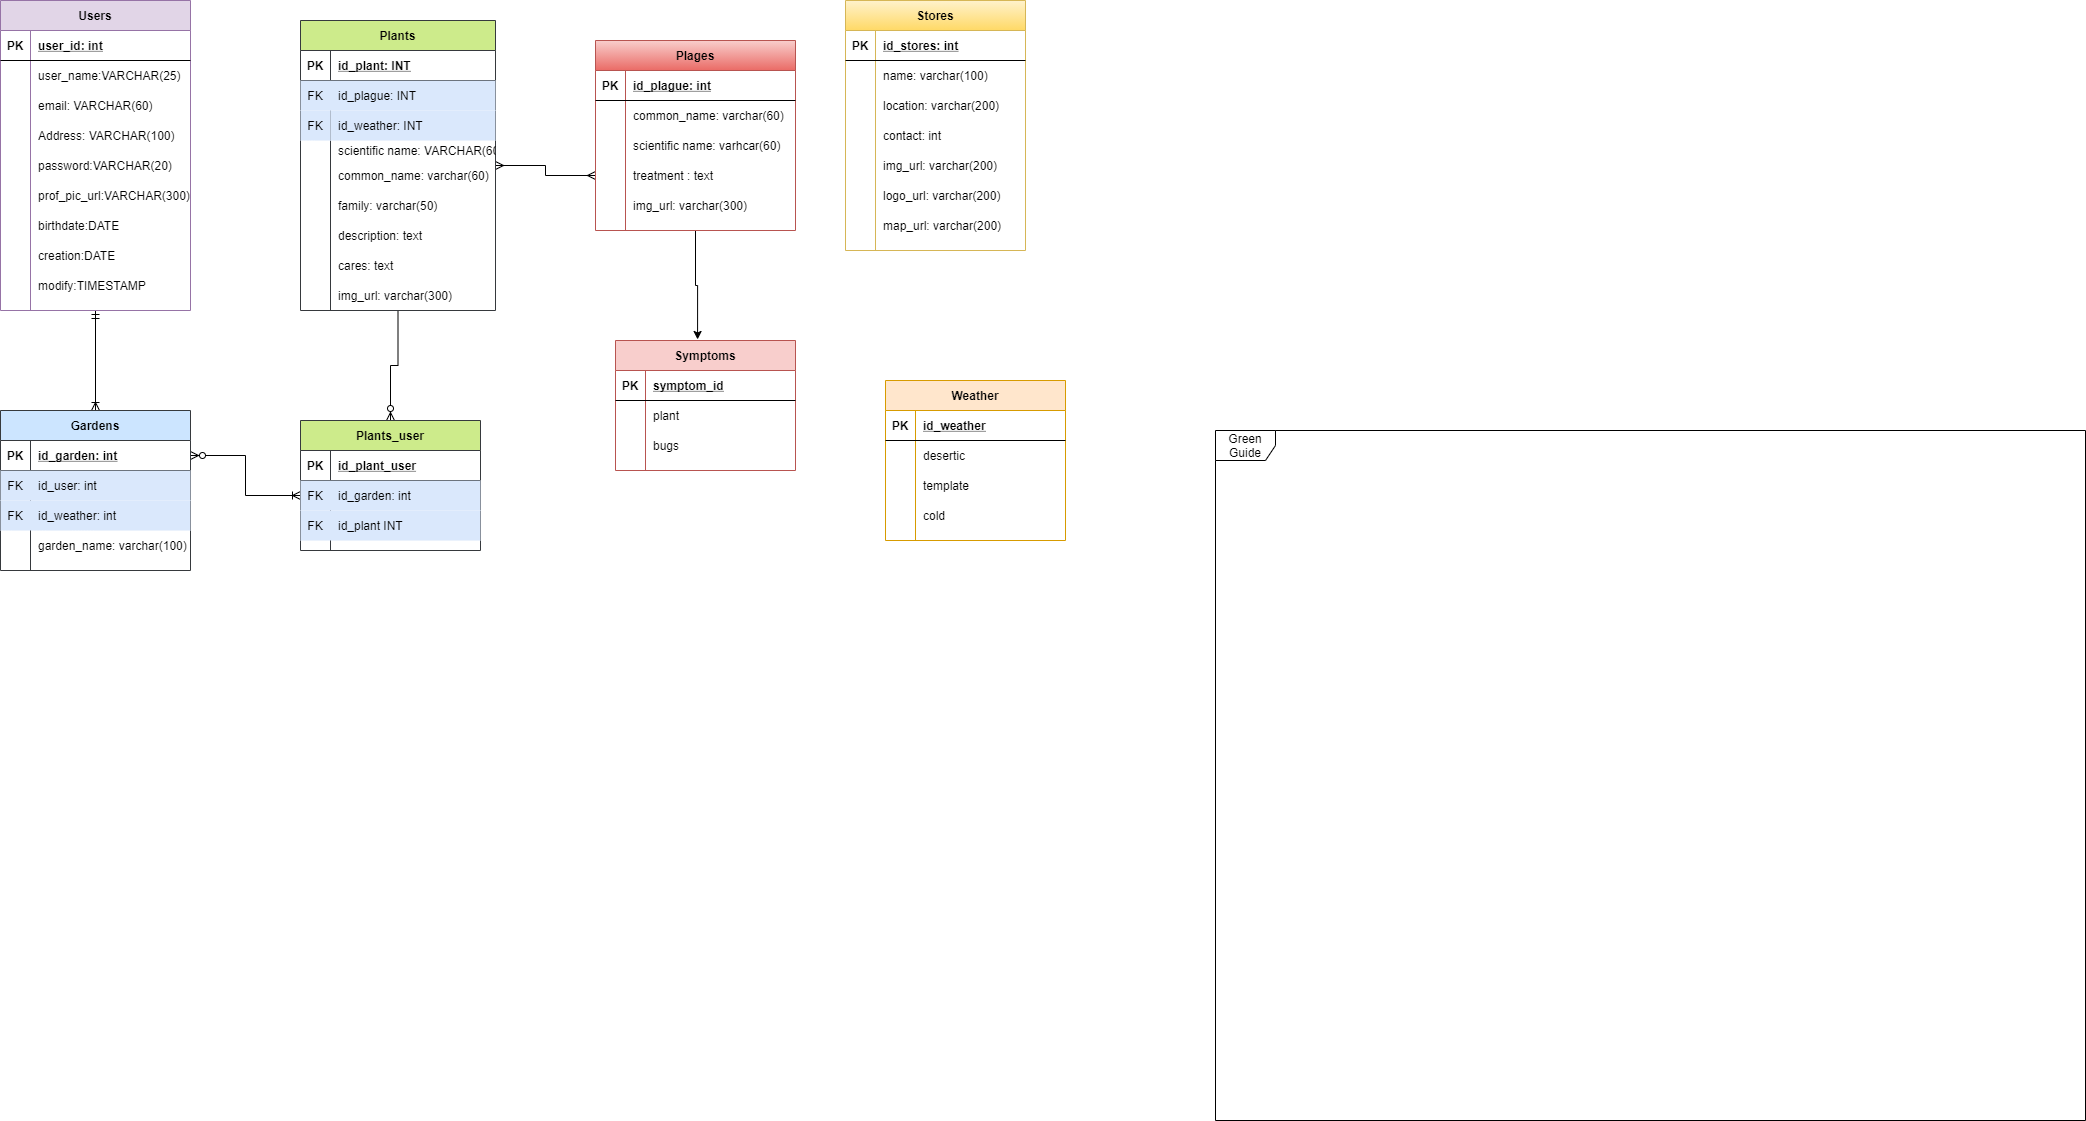 Users
PK user_id: int
user_name:VARCHAR(25)
email: VARCHAR(60)
Address: VARCHAR(100)
password:VARCHAR(20)
prof_pic_url:VARCHAR(300)
birthdate:DATE
creation:DATE
modify:TIMESTAMP
Plants
PK id_plant: INT
FK id_plague: INT
FK id_weather: INT
scientific name: VARCHAR(60
common_name: varchar(60)
family: varchar(50)
description: text
cares: text
img_url: varchar(300)
Plages
PK id_plague: int
common_name: varchar(60)
scientific name: varhcar(60)
treatment : text
img_url: varchar(300)
Stores
PK id_stores: int
name: varchar(100)
location: varchar(200)
contact: int
img_url: varchar(200)
logo_url: varchar(200)
map_url: varchar(200)
Gardens
PK id_garden: int
FK id_user: int
FK id_weather: int
garden_name: varchar(100)
Plants_user
PK id_plant_user
FK id_garden: int
FK id_plant INT
Symptoms
PK symptom_id
plant
bugs
Weather
PK id_weather
desertic
template
cold
Green
Guide